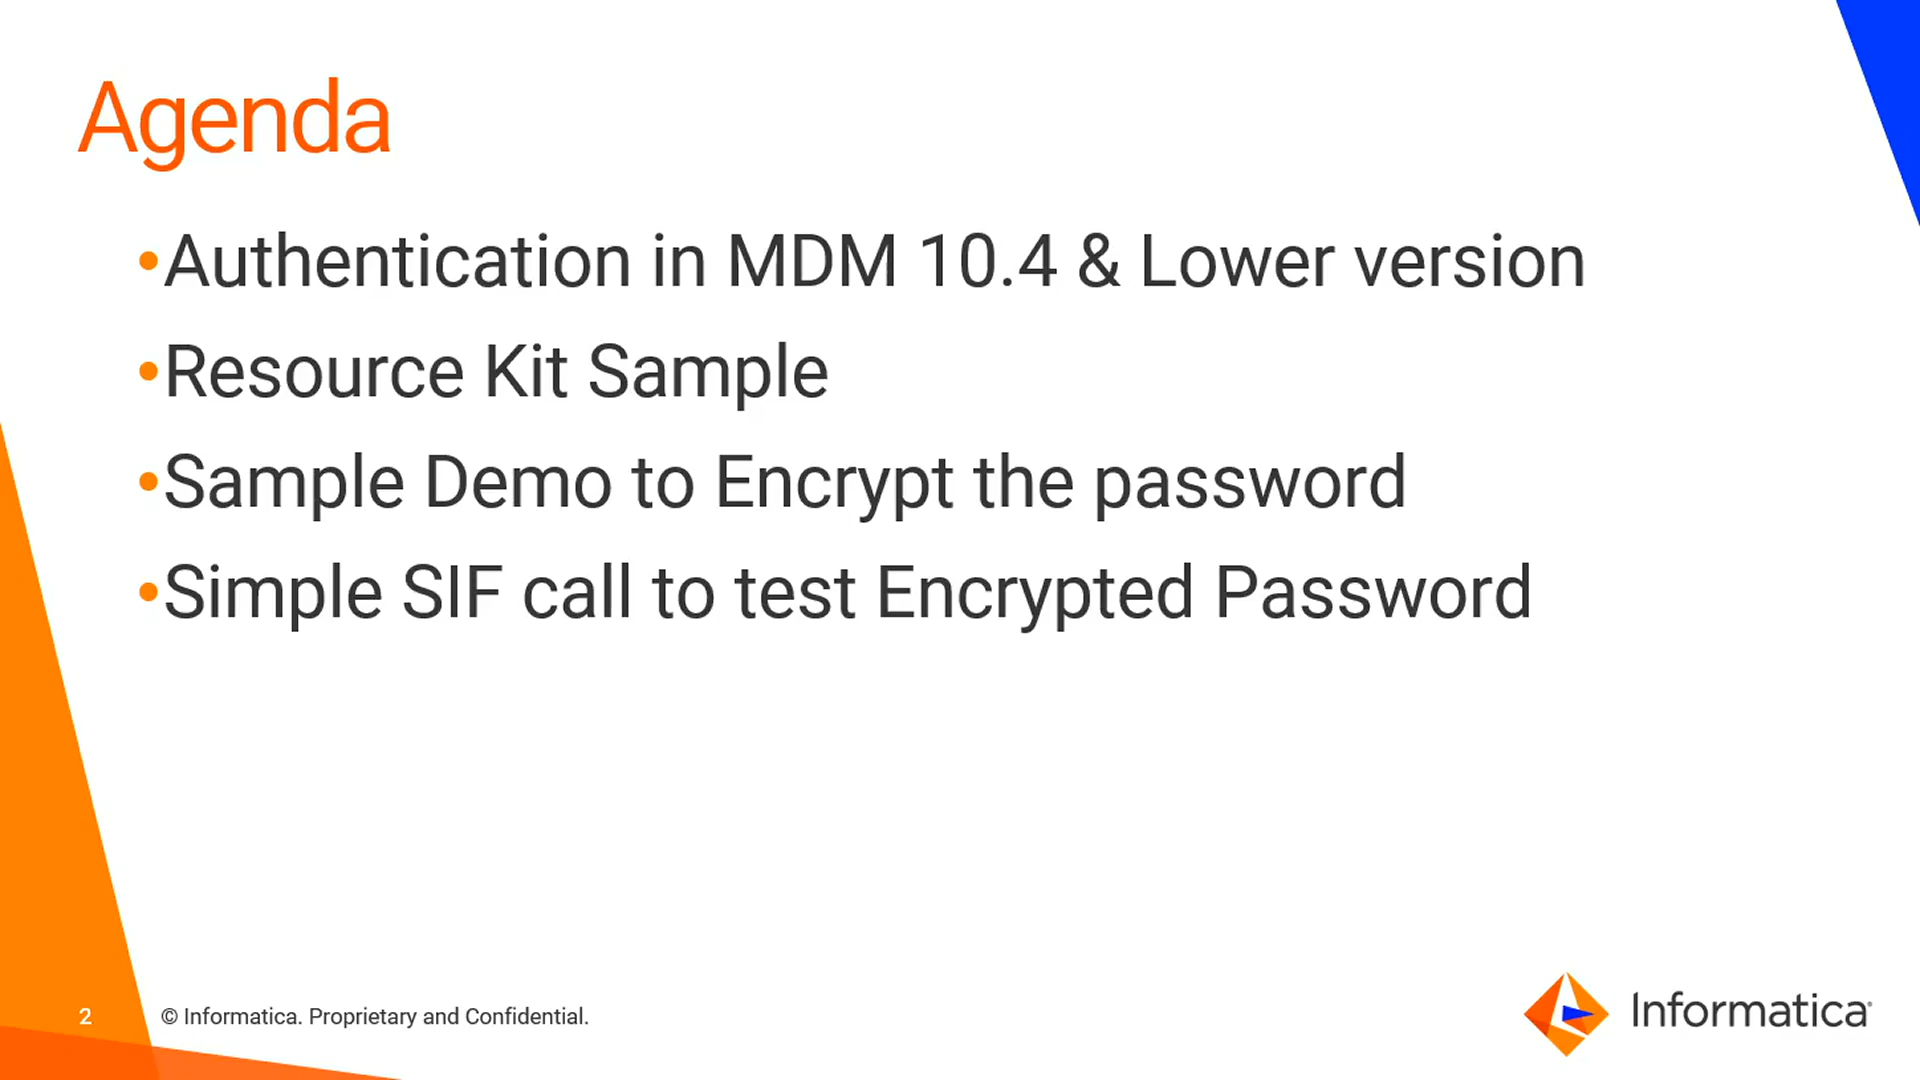 Agenda
•Authentication in MDM 10.4 & Lower version
•Resource Kit Sample
•Sample Demo to Encrypt the password
•Simple SIF call to test Encrypted Password
2 © Informatica. Proprietary and Confidential.
Informatica